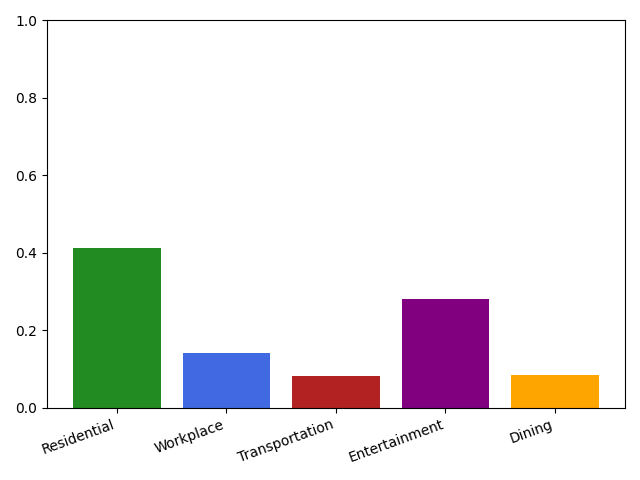 1.0
0.8
0.6
0.4
0.2
0.0
Residential
Workplace
Transportation
Entertainment
Dining